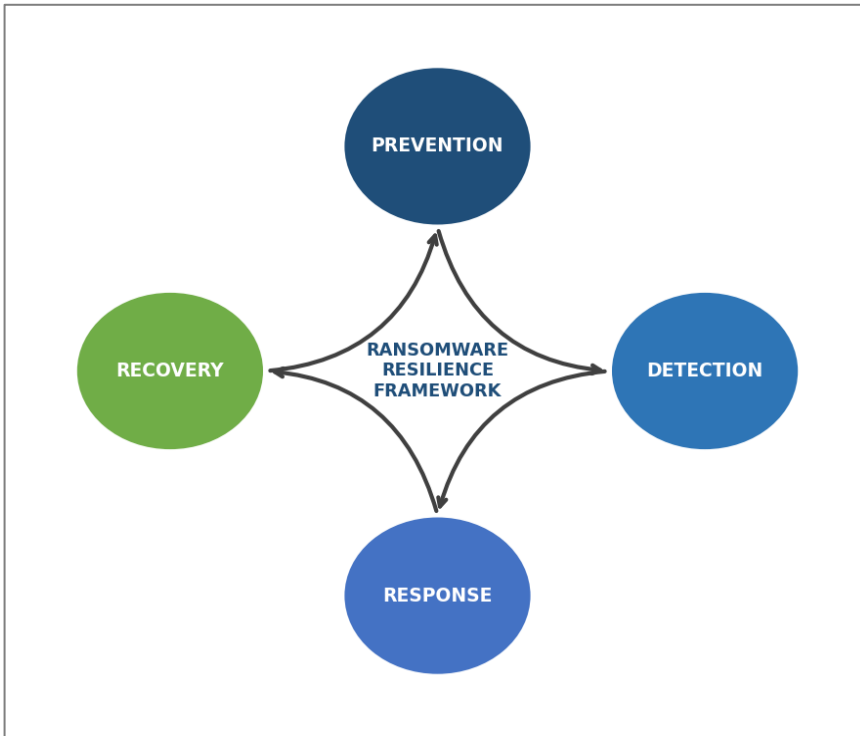 PREVENTION
RECOVERY
RANSOMWARE
RESILIENCE
FRAMEWORK
DETECTION
RESPONSE